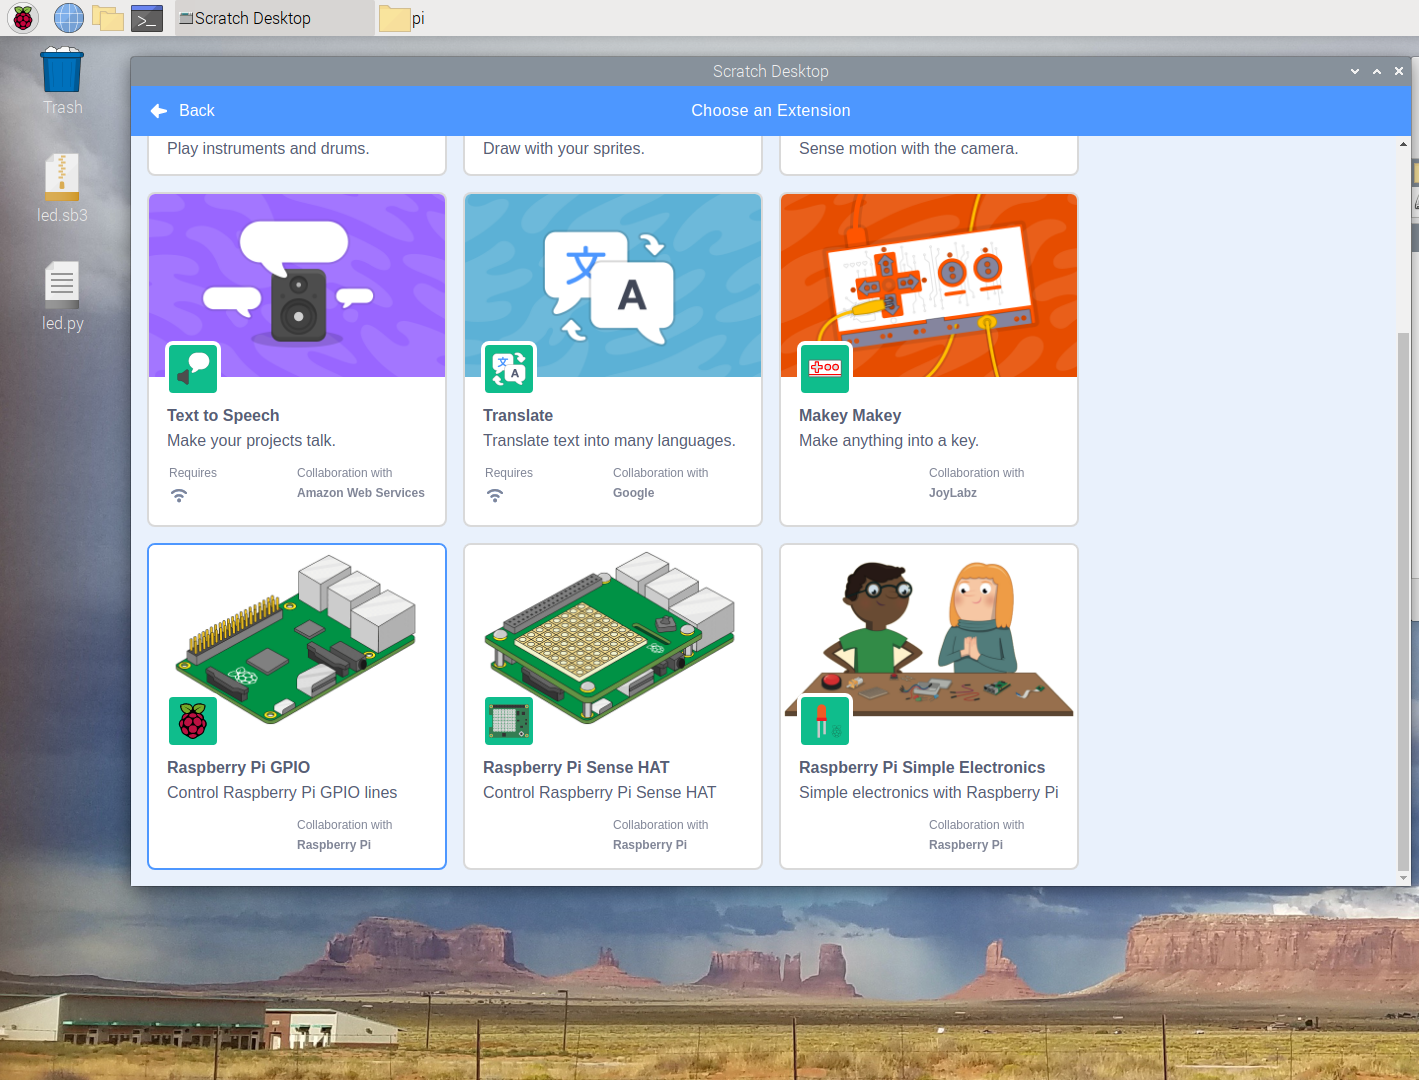 Scratch Desktop
pi
Trash
led.sb3
led.py
Scratch Desktop
Back
Choose an Extension
Play instruments and drums.
Draw with your sprites.
Sense motion with the camera.
文
A
文
A
Text to Speech
Make your projects talk.
Requires
Collaboration with
Amazon Web Services
Translate
Translate text into many languages.
Requires
Collaboration with
Google
Makey Makey
Make anything into a key.
Collaboration with
JoyLabz
Raspberry Pi GPIO
Control Raspberry Pi GPIO lines
Collaboration with
Raspberry Pi
Raspberry Pi Sense HAT
Control Raspberry Pi Sense HAT
Collaboration with
Raspberry Pi
Raspberry Pi Simple Electronics
Simple electronics with Raspberry Pi
Collaboration with
Raspberry Pi